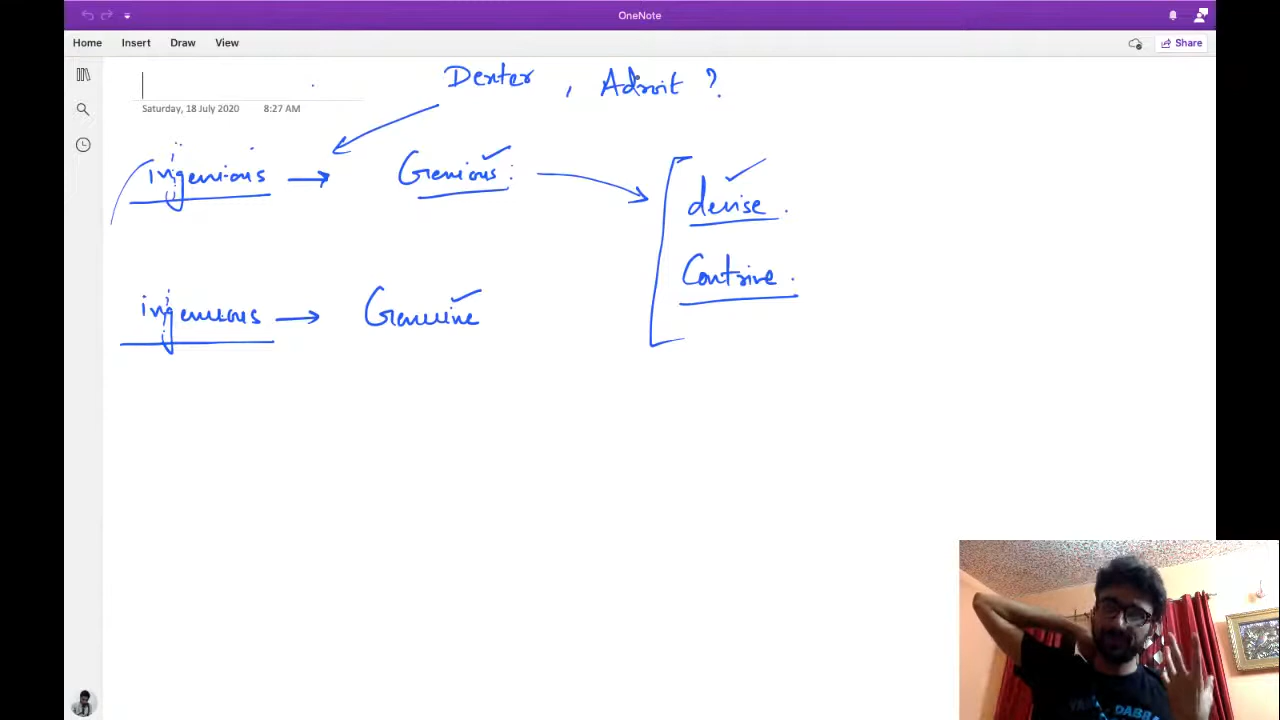 OneNote
Home Insert Draw View Share
Dexter , Adroit ?
Saturday, 18 July 2020 8:27 AM
ingenious → Genious :
devise .
Contrive .
ingenuous → Genuine
DABB